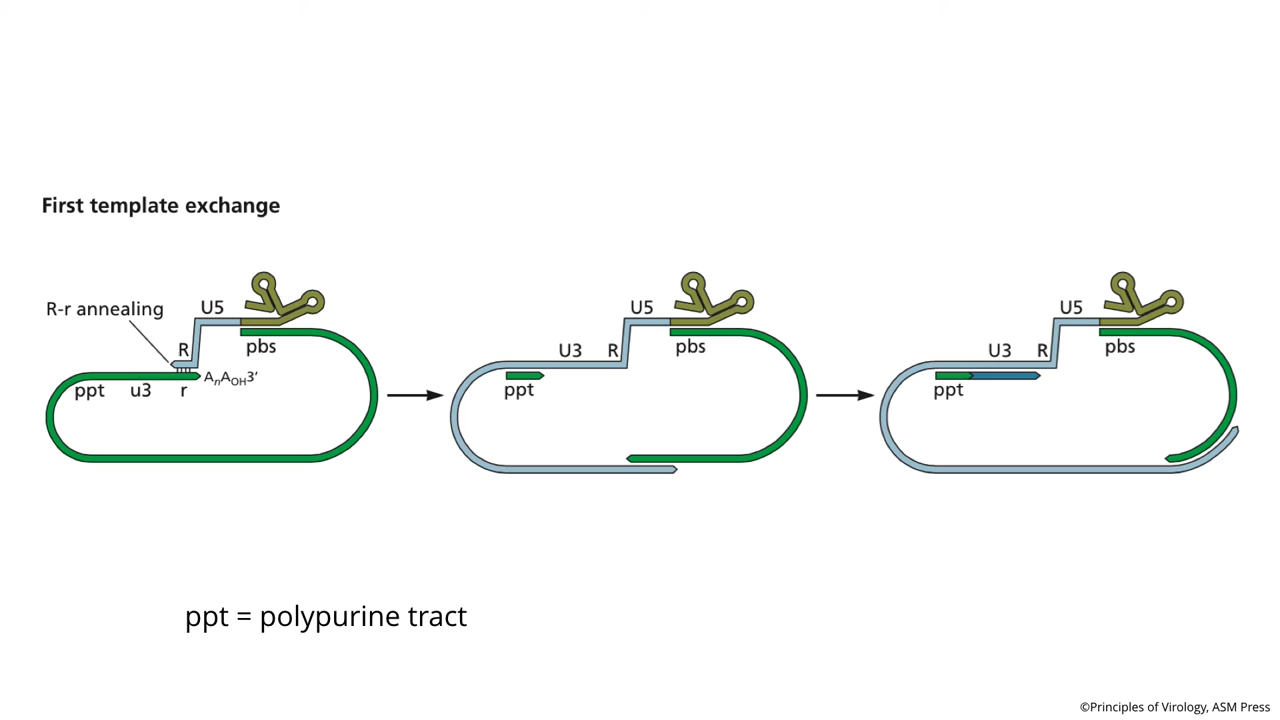 First template exchange
R-r annealing
U5
R
pbs
AnAOH3′
ppt u3 r
U5
U3 R
pbs
ppt
U5
U3 R
pbs
ppt
ppt = polypurine tract
©Principles of Virology, ASM Press